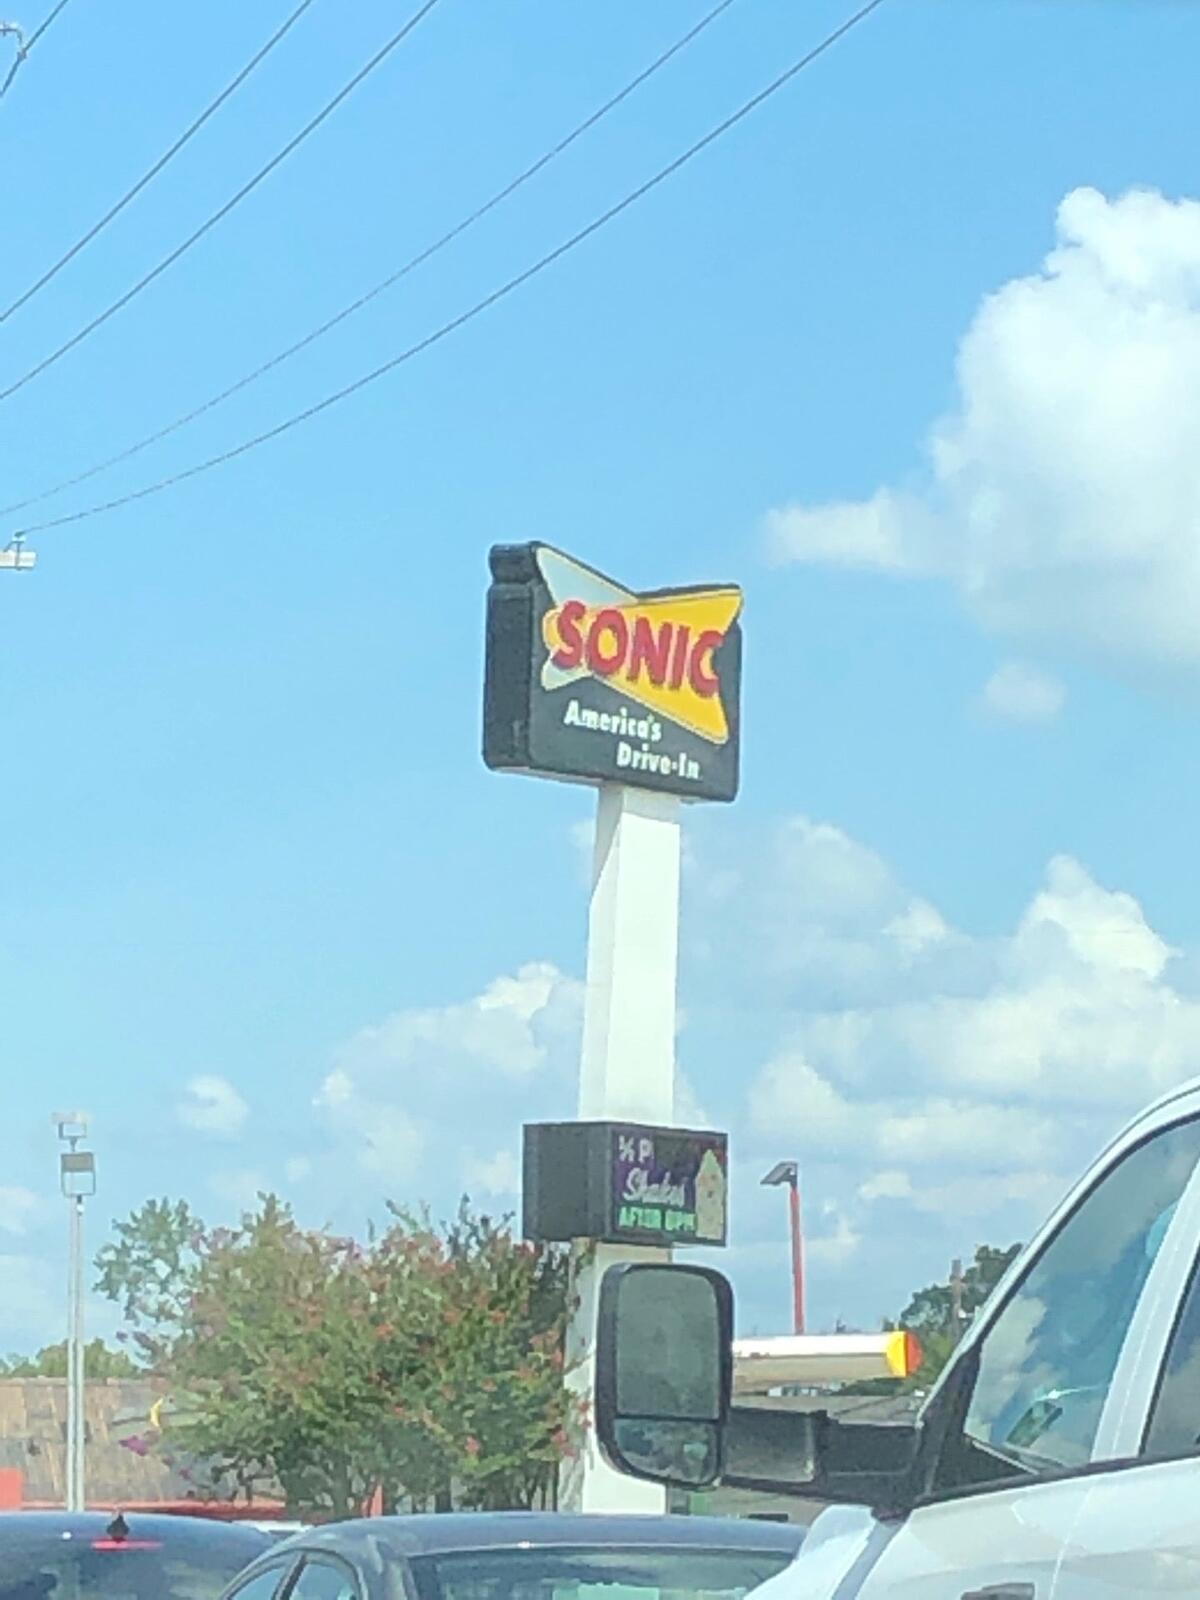 SONIC
America's
Drive-In
½ P
Shakes
AFTER 8PM